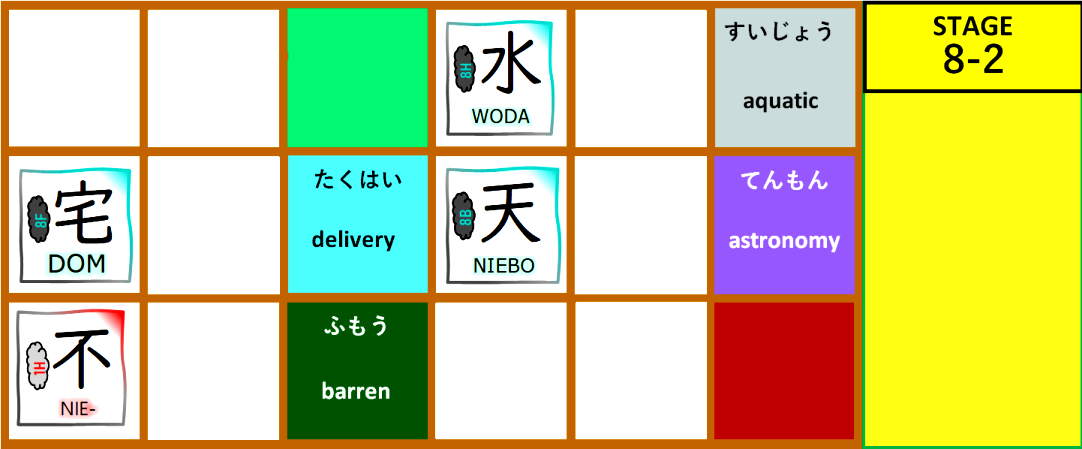 8H
水
WODA
すいじょう
aquatic
STAGE
8-2
8F
宅
DOM
たくはい
delivery
8B
天
NIEBO
てんもん
astronomy
1H
不
NIE-
ふもう
barren